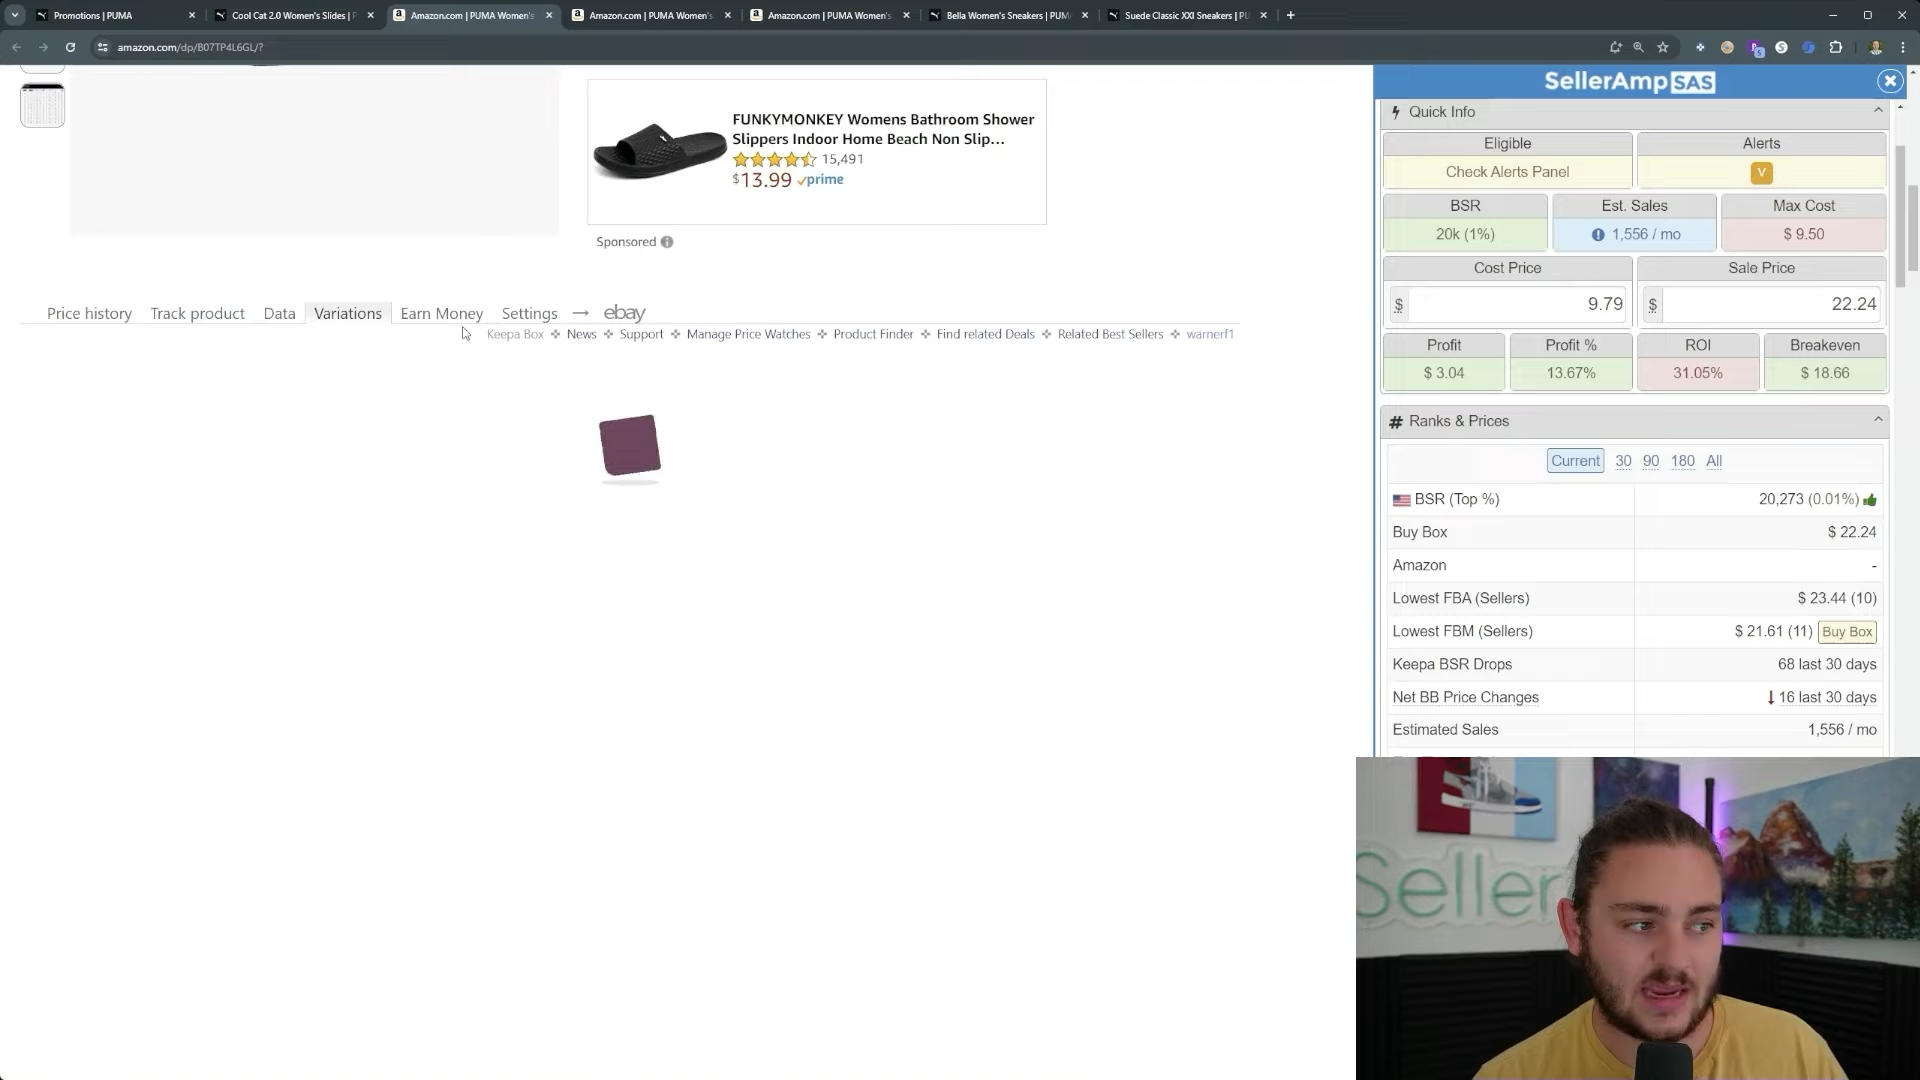 Promotions | PUMA
Cool Cat 2.0 Women's Slides | P
Amazon.com | PUMA Women's
Amazon.com | PUMA Women's
Amazon.com | PUMA Women's
Bella Women's Sneakers | PUMA
Suede Classic XXI Sneakers | PU
amazon.com/dp/B07TP4L6GL/?
FUNKYMONKEY Womens Bathroom Shower
Slippers Indoor Home Beach Non Slip...
15,491
$13.99 prime
Sponsored
Price history Track product Data Variations Earn Money Settings → ebay
Keepa Box News Support Manage Price Watches Product Finder Find related Deals Related Best Sellers warnerf1
SellerAmp SAS
Quick Info
Eligible Alerts
Check Alerts Panel V
BSR Est. Sales Max Cost
20k (1%) 1,556 / mo $ 9.50
Cost Price Sale Price
$ 9.79 $ 22.24
Profit Profit % ROI Breakeven
$ 3.04 13.67% 31.05% $ 18.66
# Ranks & Prices
Current 30 90 180 All
BSR (Top %) 20,273 (0.01%)
Buy Box $ 22.24
Amazon -
Lowest FBA (Sellers) $ 23.44 (10)
Lowest FBM (Sellers) $ 21.61 (11) Buy Box
Keepa BSR Drops 68 last 30 days
Net BB Price Changes 16 last 30 days
Estimated Sales 1,556 / mo
Seller